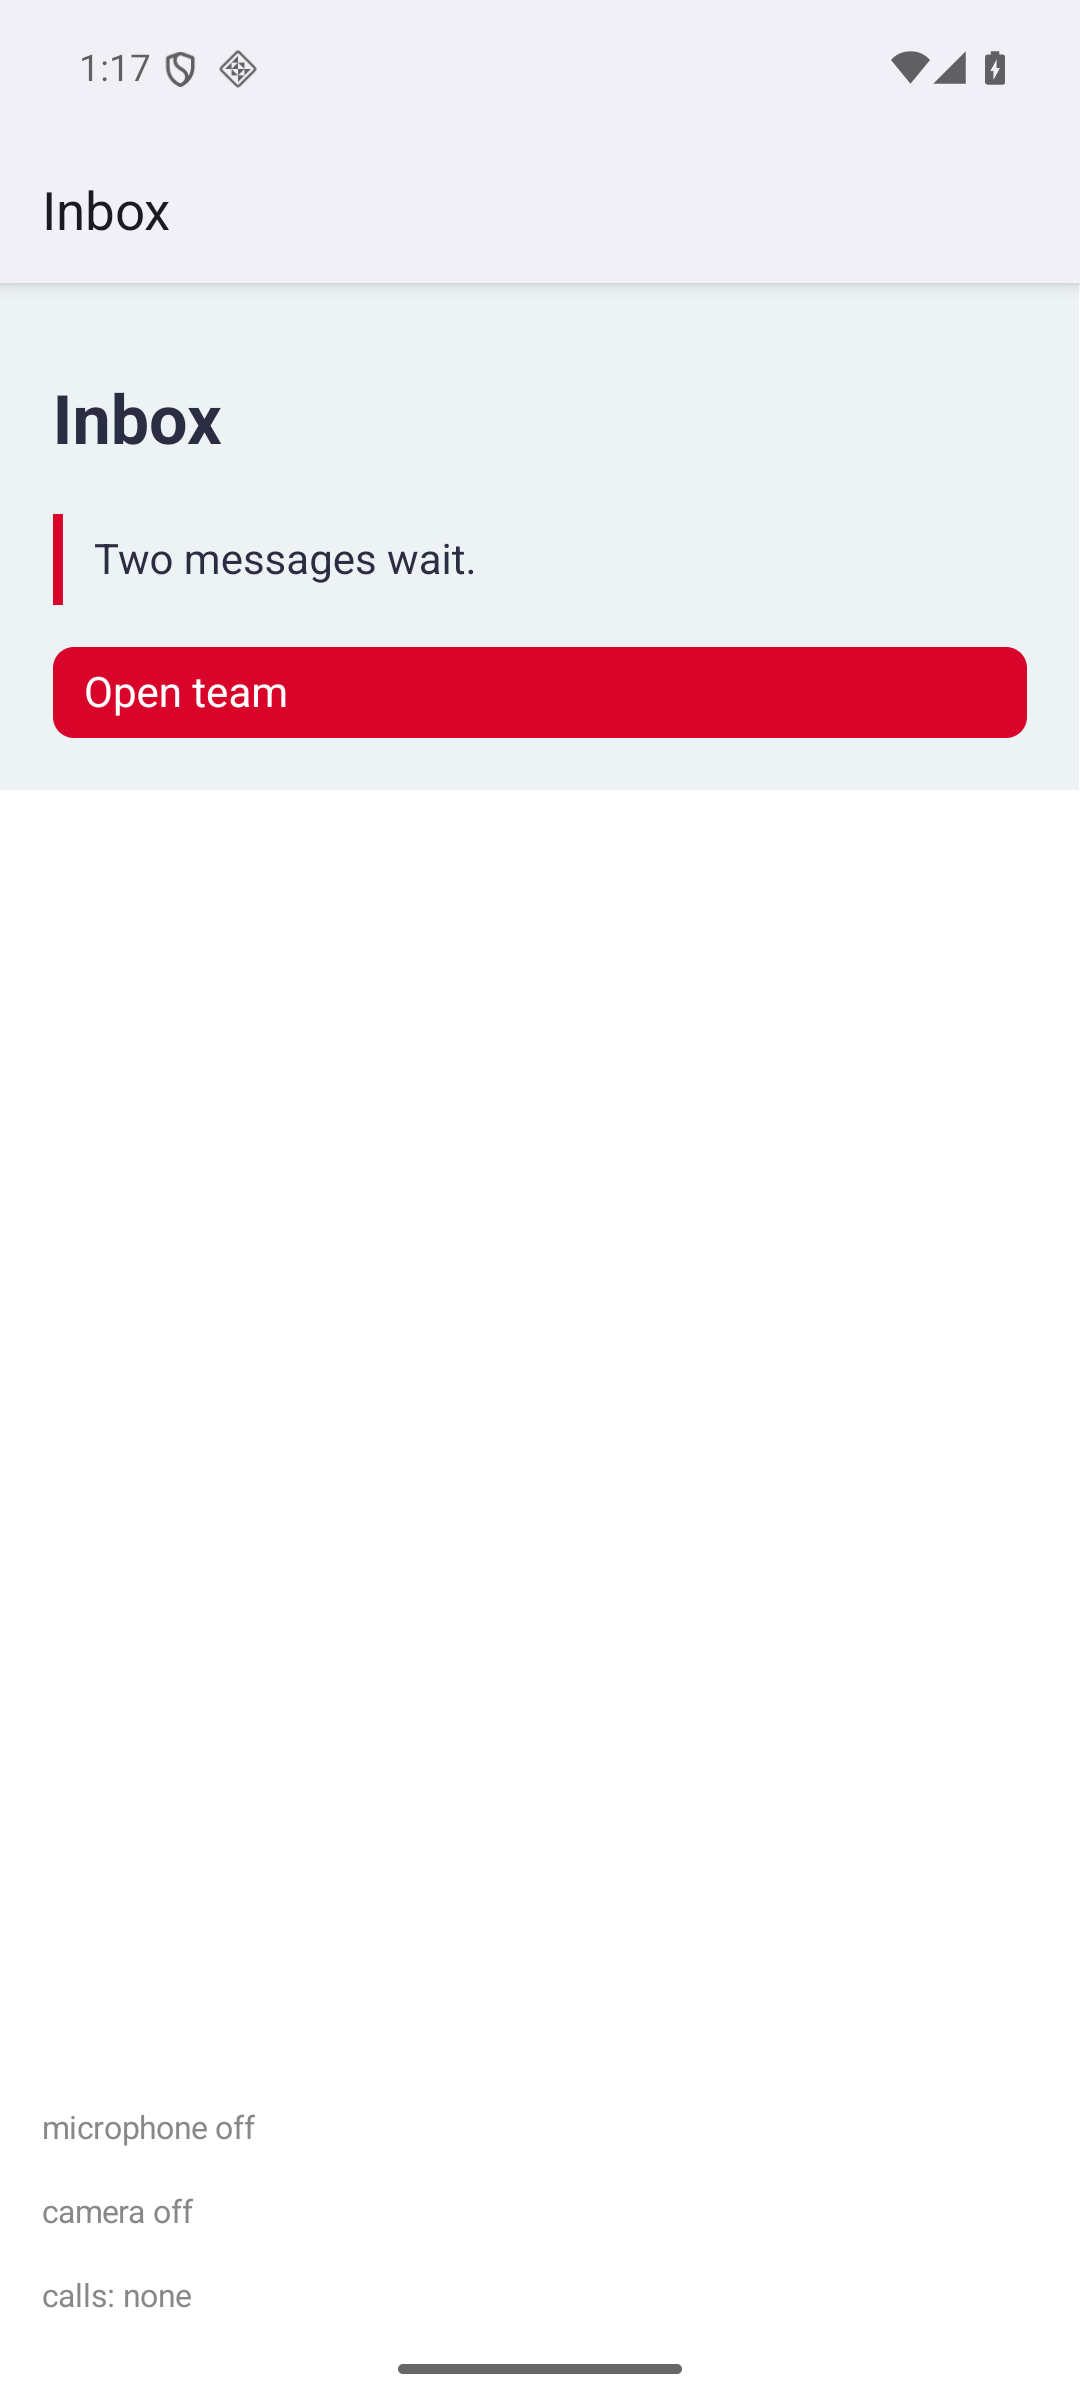 1:17
Inbox
Inbox
Two messages wait.
Open team
microphone off
camera off
calls: none